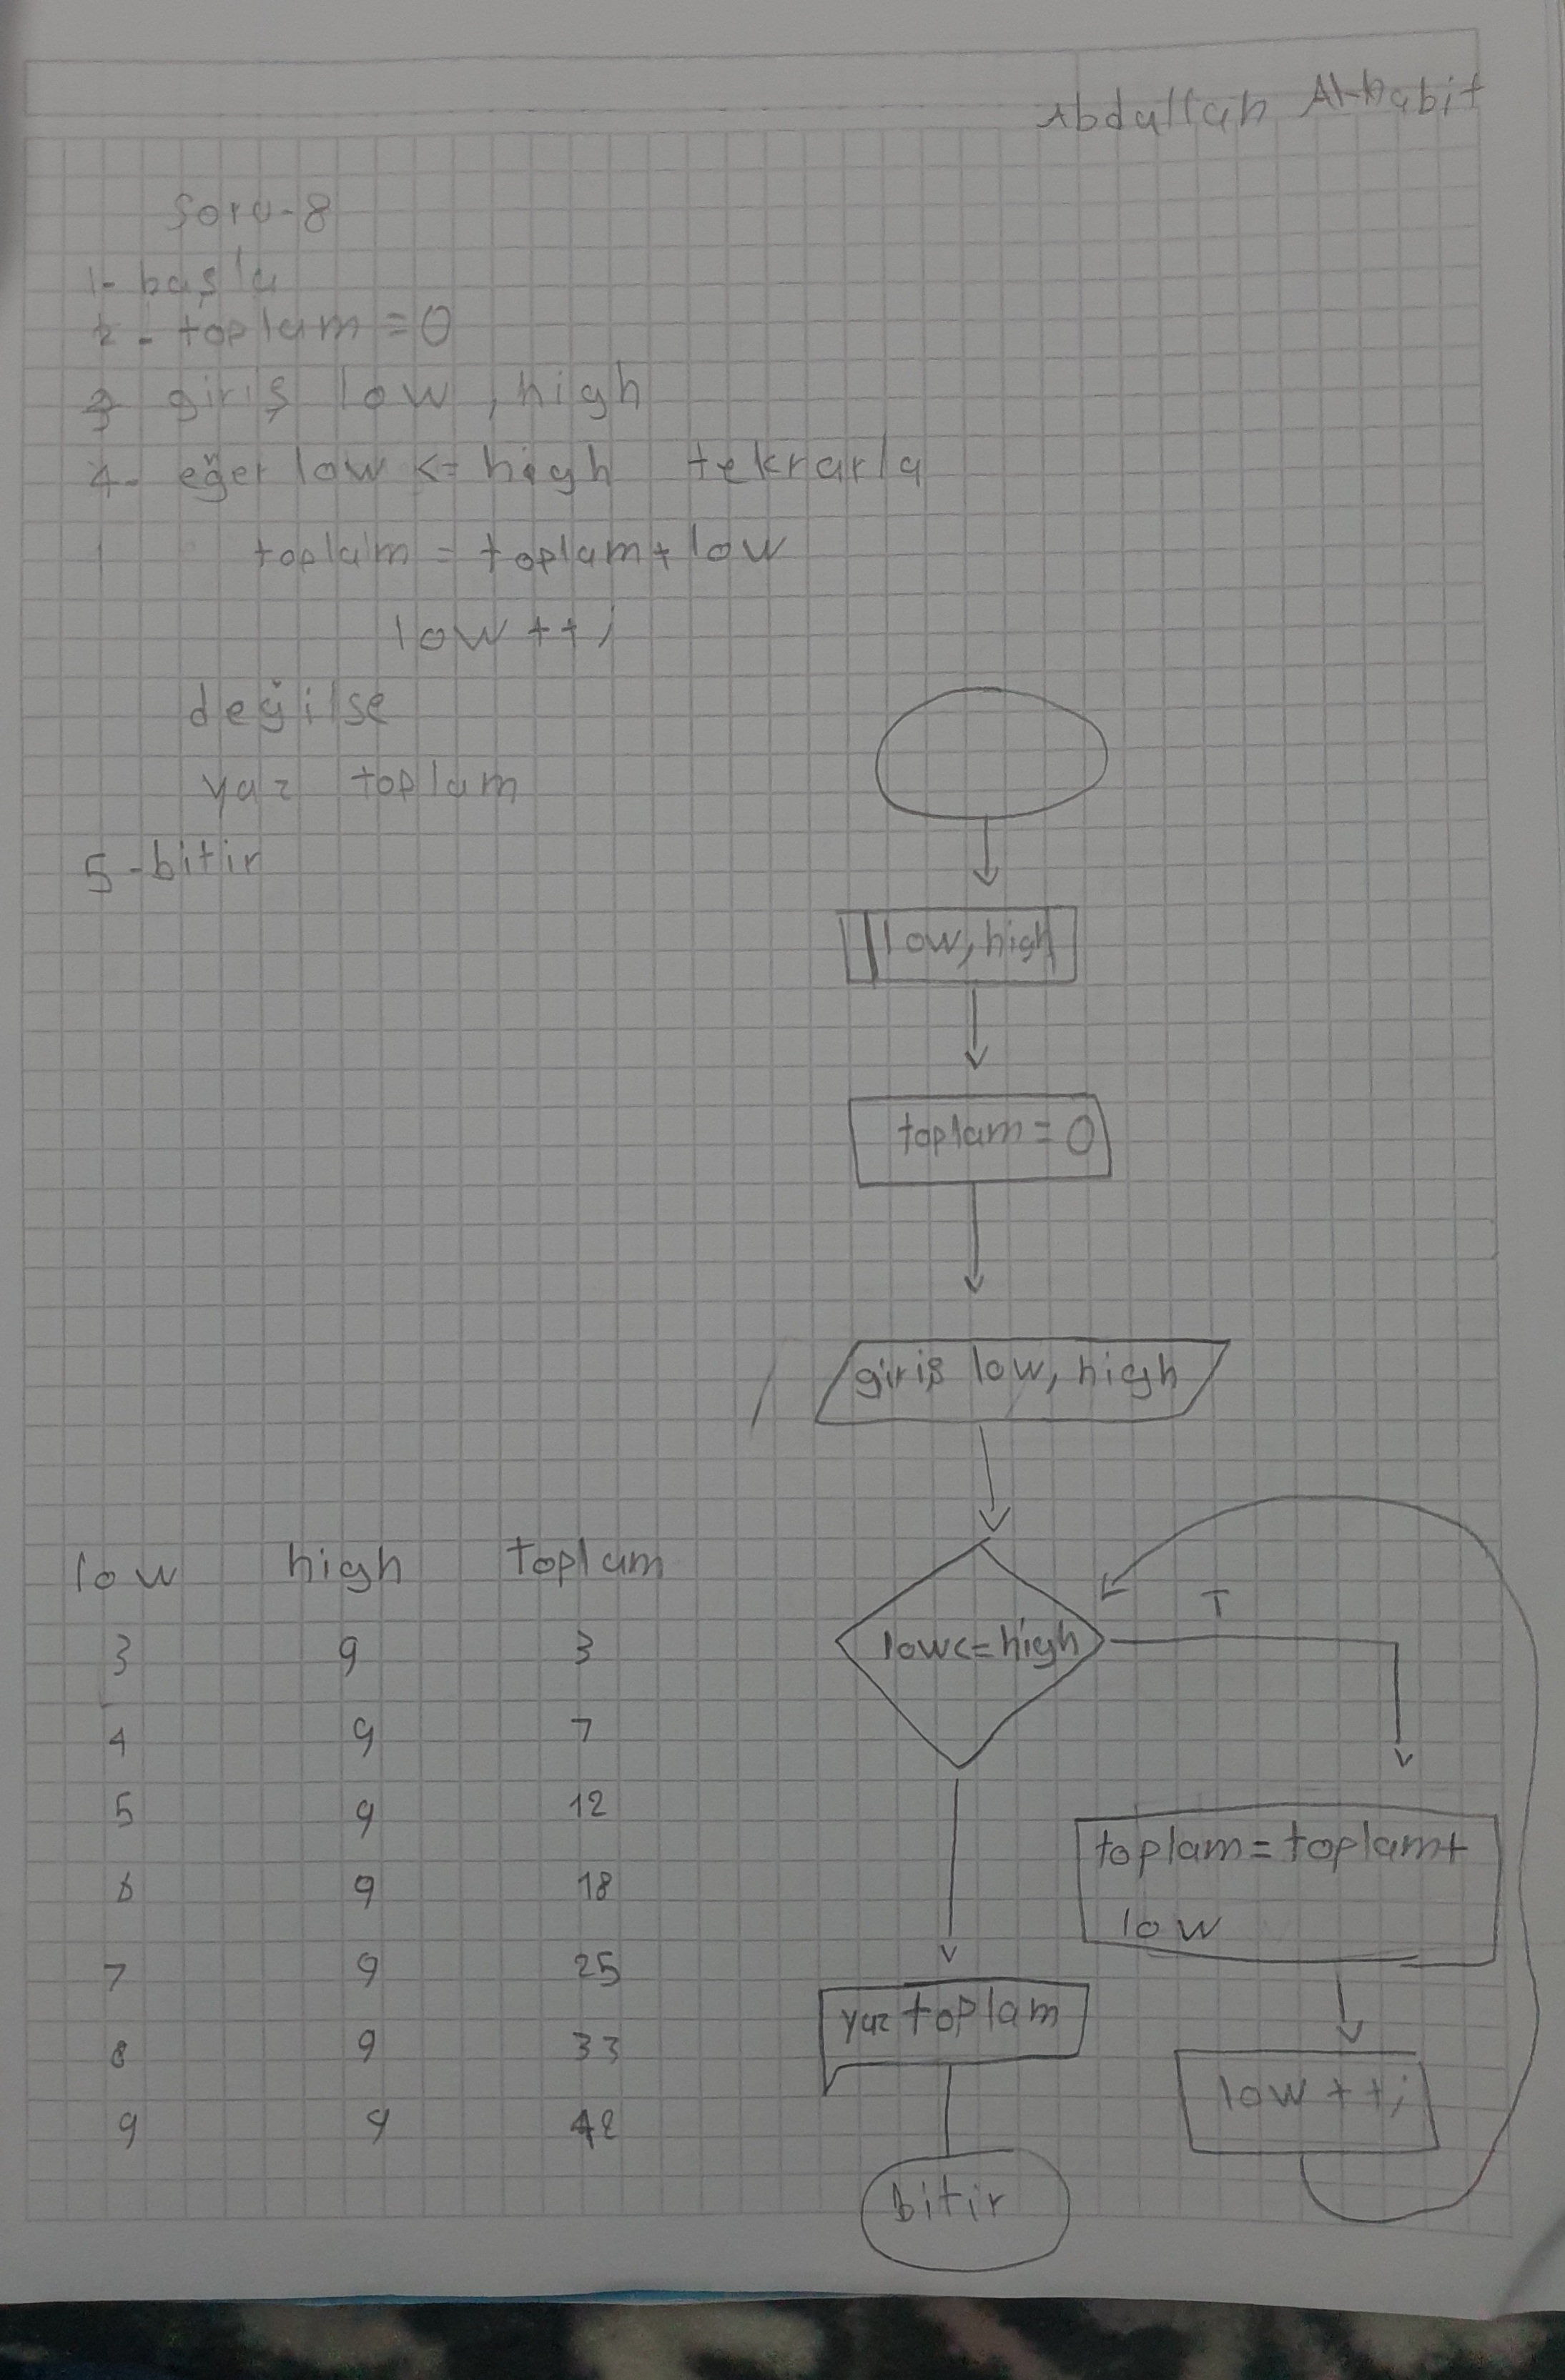 Abdullah Al-habit
Soru-8
1- başla
2- toplam = 0
3 giriş low, high
4- eğer low <= high tekrarla
toplam = toplam + low
low ++;
değilse
yaz toplam
5-bitir
low, high
toplam = 0
giriş low, high
low<=high
T
toplam = toplam+
low
low ++;
yaz toplam
bitir
low high toplam
3 9 3
4 9 7
5 9 12
6 9 18
7 9 25
8 9 33
9 9 42